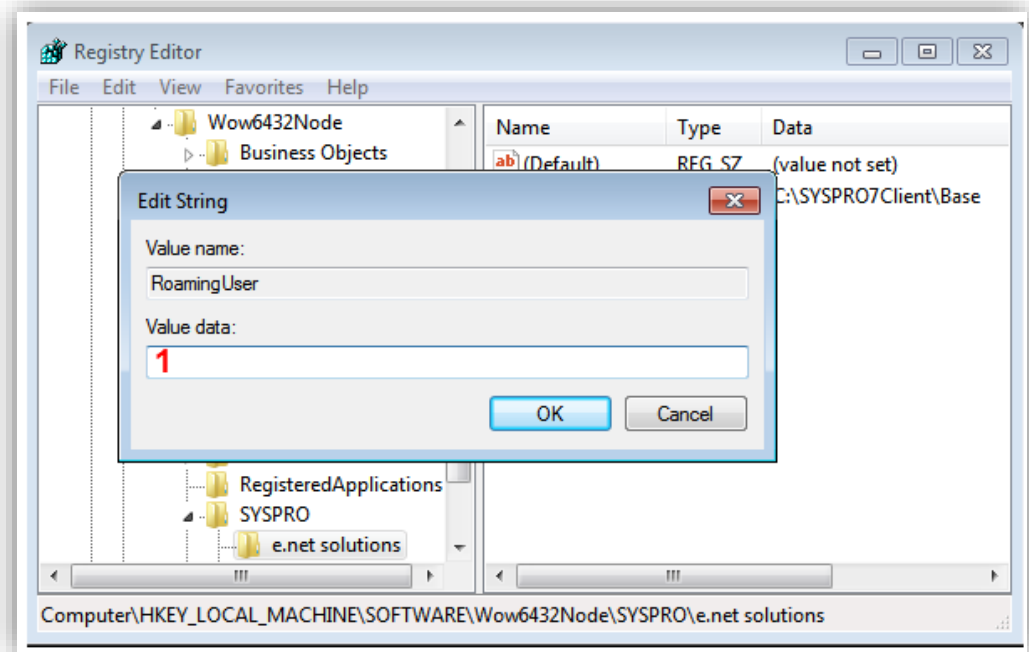 Registry Editor
File Edit View Favorites Help
Wow6432Node
Business Objects
Name Type Data
ab (Default) REG_SZ (value not set)
C:\SYSPRO7Client\Base
Edit String
Value name:
RoamingUser
Value data:
1
OK Cancel
RegisteredApplications
SYSPRO
e.net solutions
Computer\HKEY_LOCAL_MACHINE\SOFTWARE\Wow6432Node\SYSPRO\e.net solutions